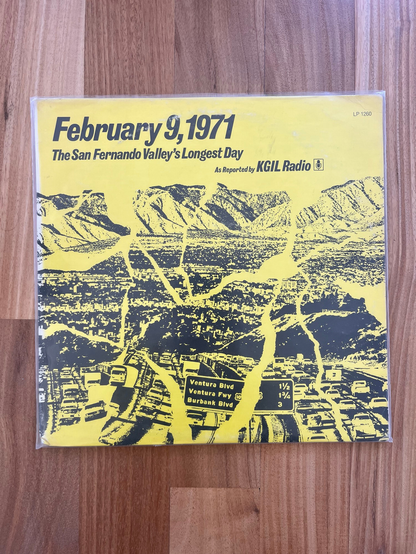 LP 1260
February 9, 1971
The San Fernando Valley's Longest Day
As Reported by KGIL Radio
Ventura Blvd 1½
Ventura Fwy 1¾
Burbank Blvd 3